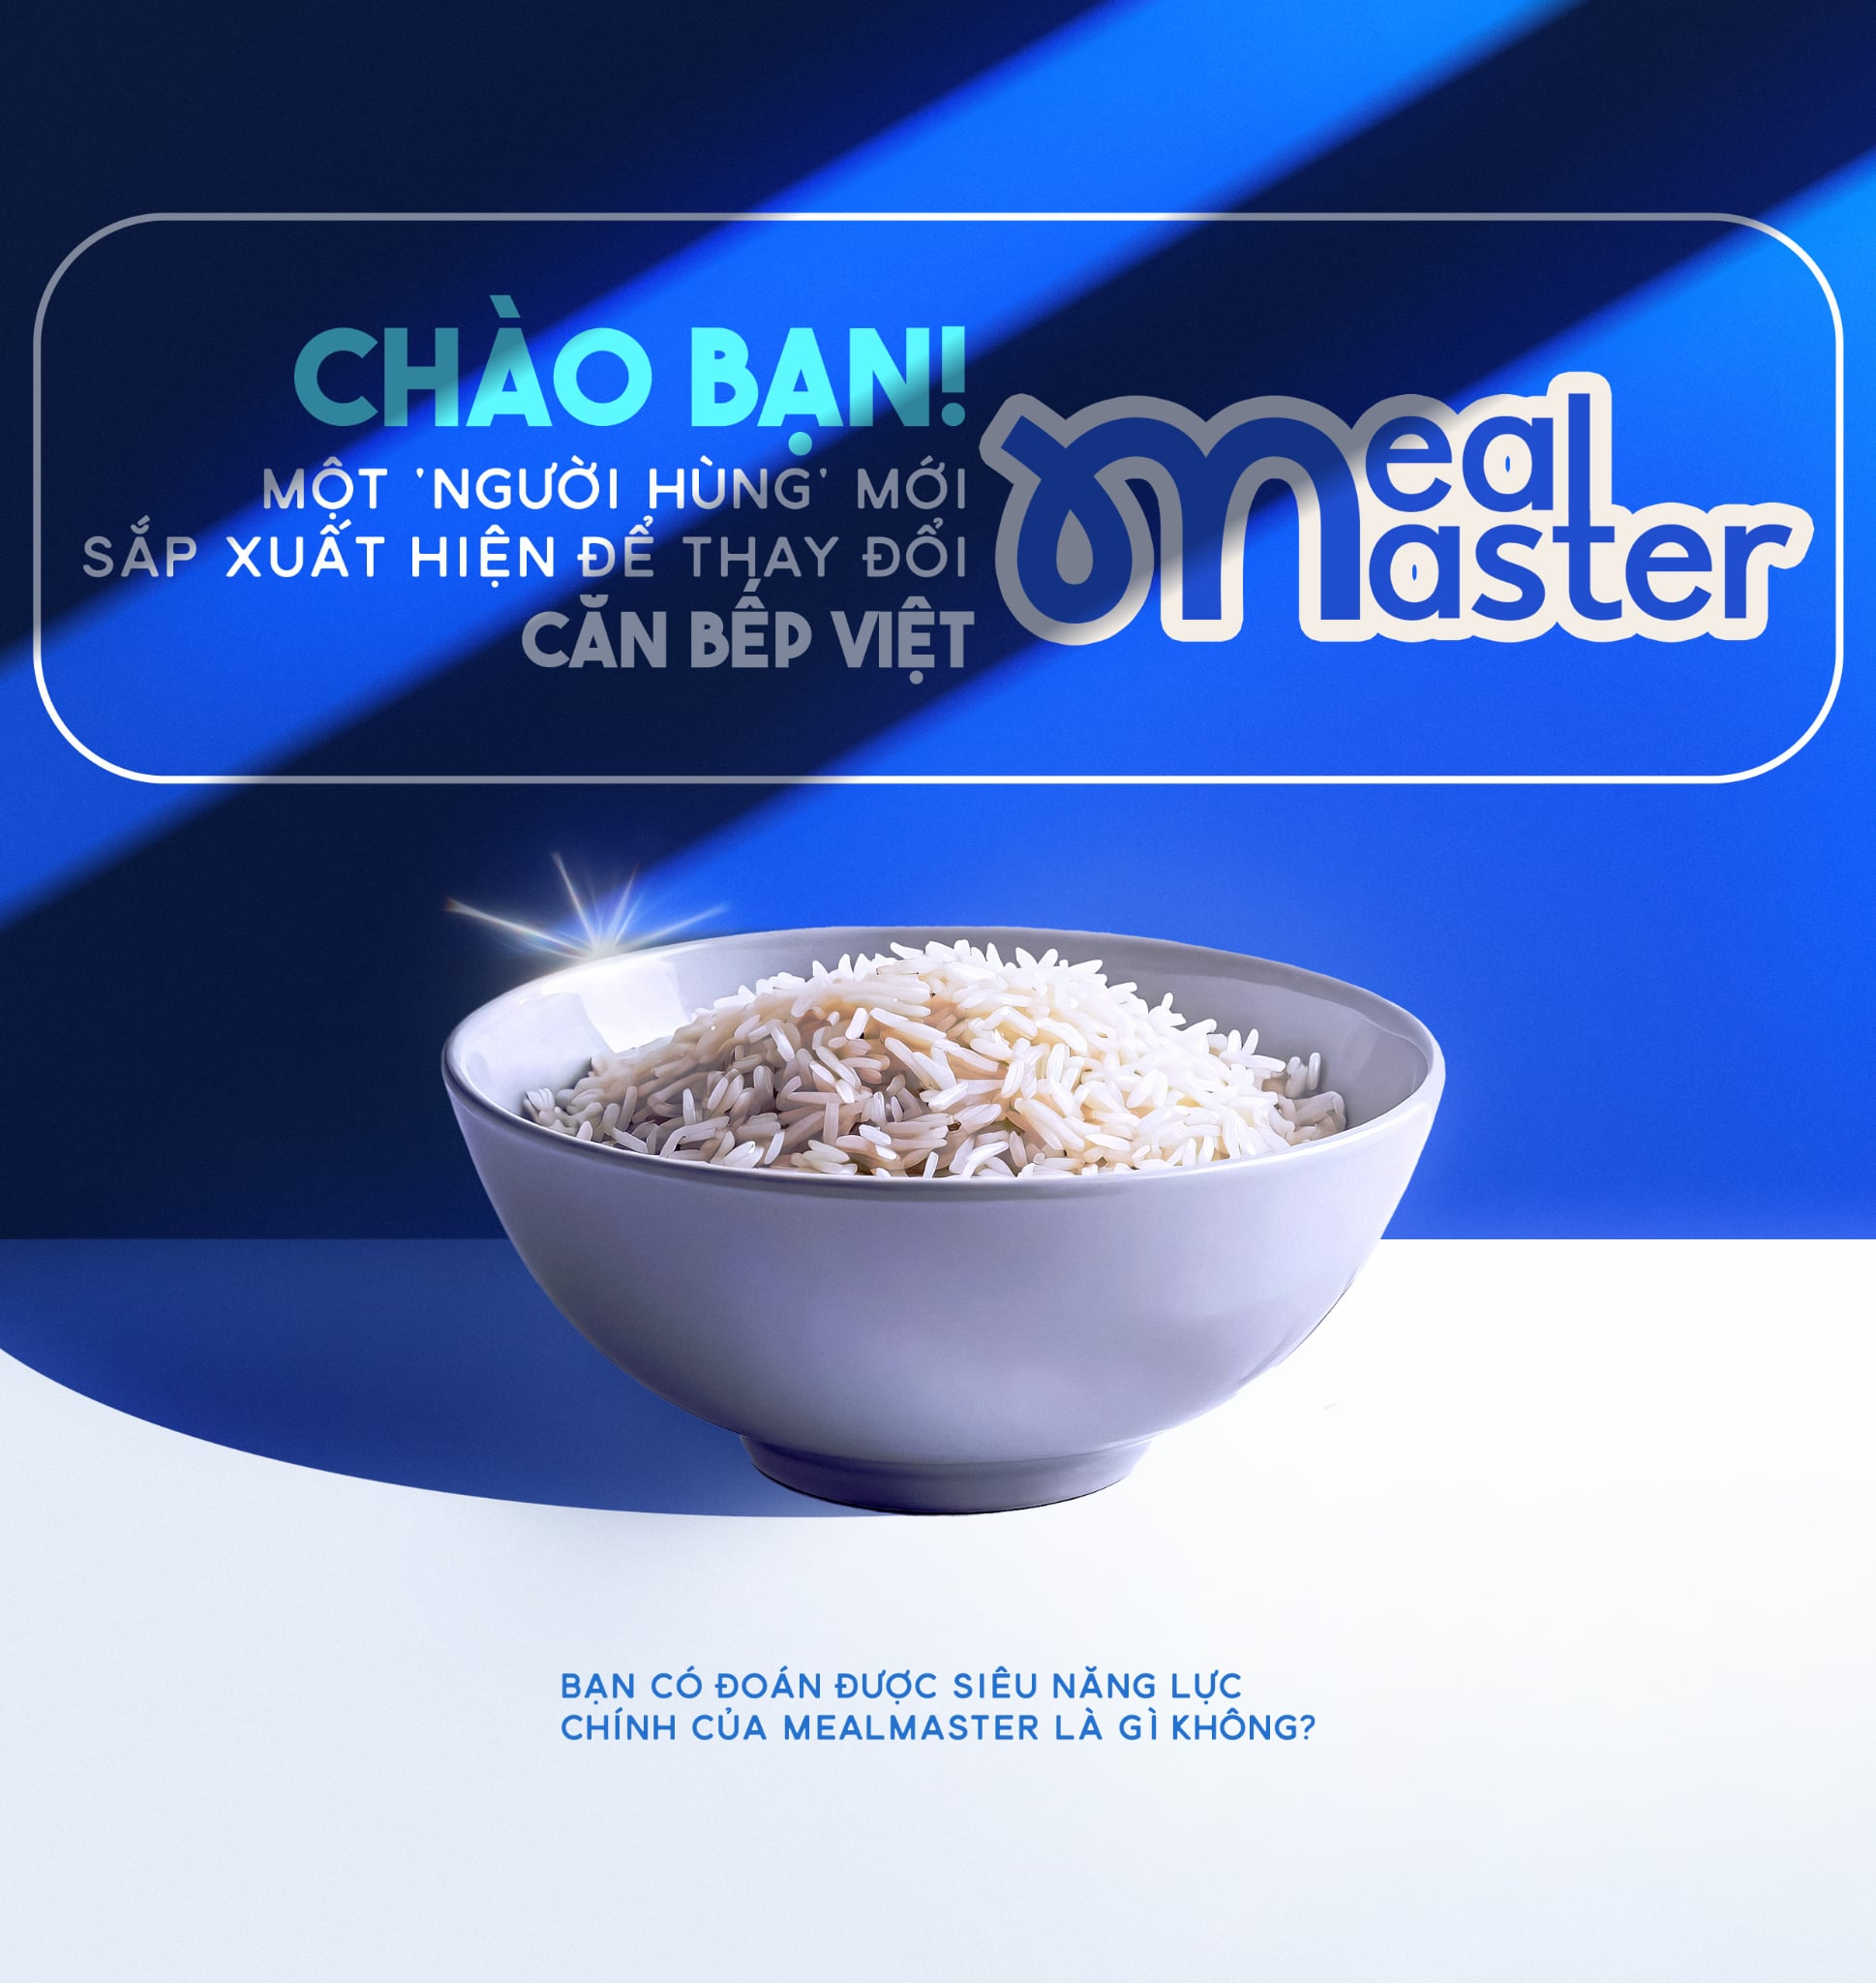 CHÀO BẠN!
MỘT 'NGƯỜI HÙNG' MỚI
SẮP XUẤT HIỆN ĐỂ THAY ĐỔI
CĂN BẾP VIỆT
Meal
Master
BẠN CÓ ĐOÁN ĐƯỢC SIÊU NĂNG LỰC
CHÍNH CỦA MEALMASTER LÀ GÌ KHÔNG?